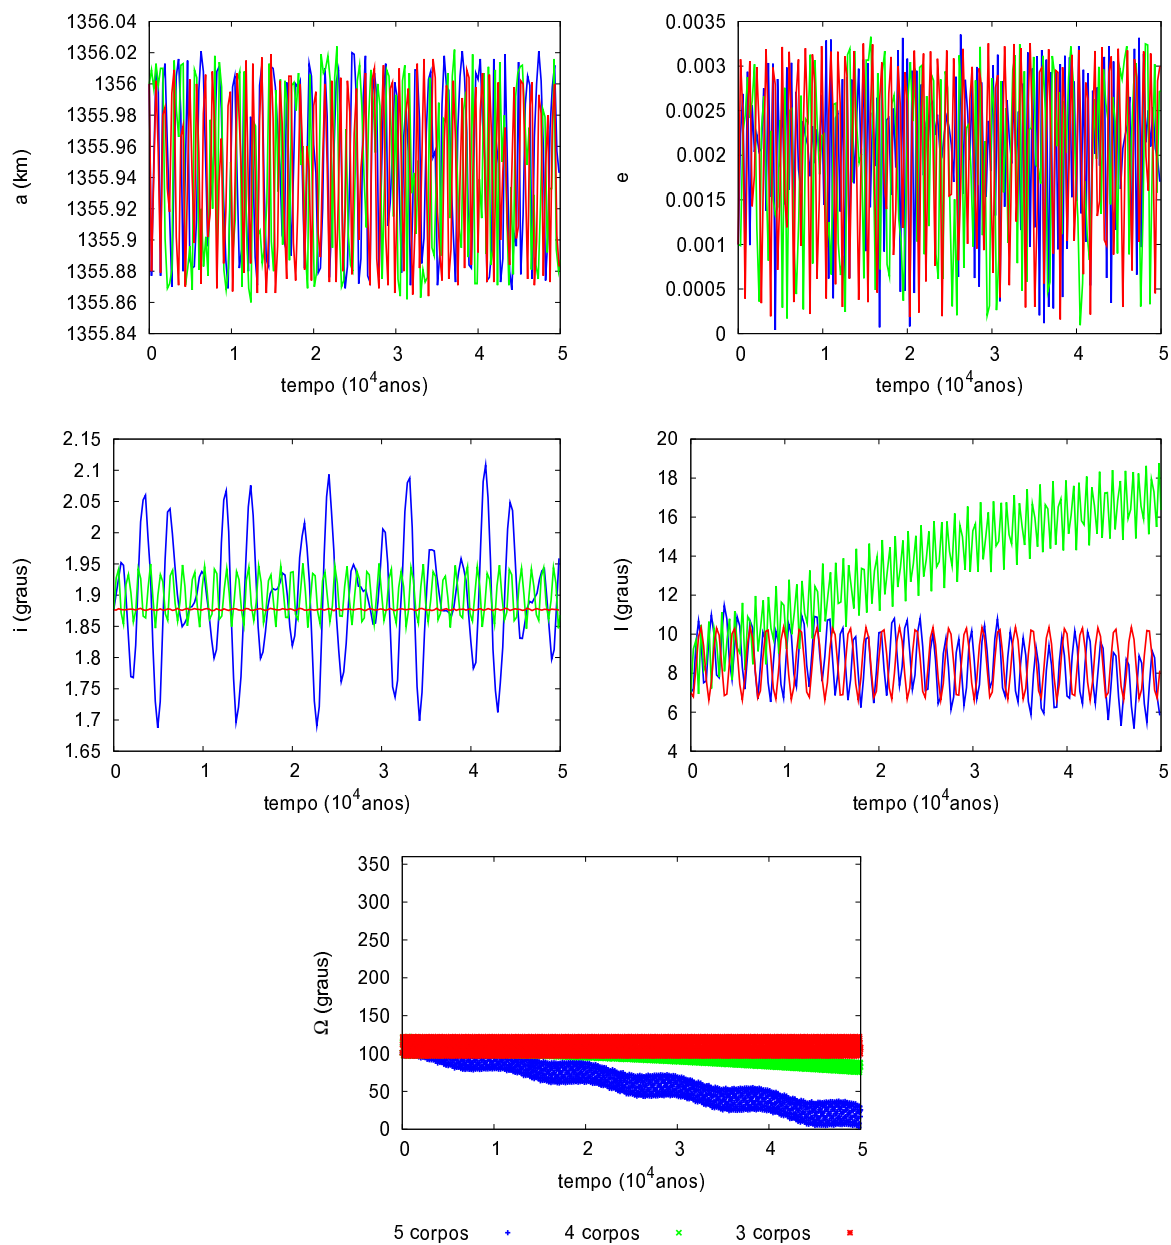 1356.04
1356.02
1356
1355.98
1355.96
1355.94
1355.92
1355.9
1355.88
1355.86
1355.84
a (km)
0 1 2 3 4 5
tempo (10⁴anos)
0.0035
0.003
0.0025
0.002
0.0015
0.001
0.0005
0
e
0 1 2 3 4 5
tempo (10⁴anos)
2.15
2.1
2.05
2
1.95
1.9
1.85
1.8
1.75
1.7
1.65
i (graus)
0 1 2 3 4 5
tempo (10⁴anos)
20
18
16
14
12
10
8
6
4
I (graus)
0 1 2 3 4 5
tempo (10⁴anos)
350
300
250
200
150
100
50
0
Ω (graus)
0 1 2 3 4 5
tempo (10⁴anos)
5 corpos 4 corpos 3 corpos